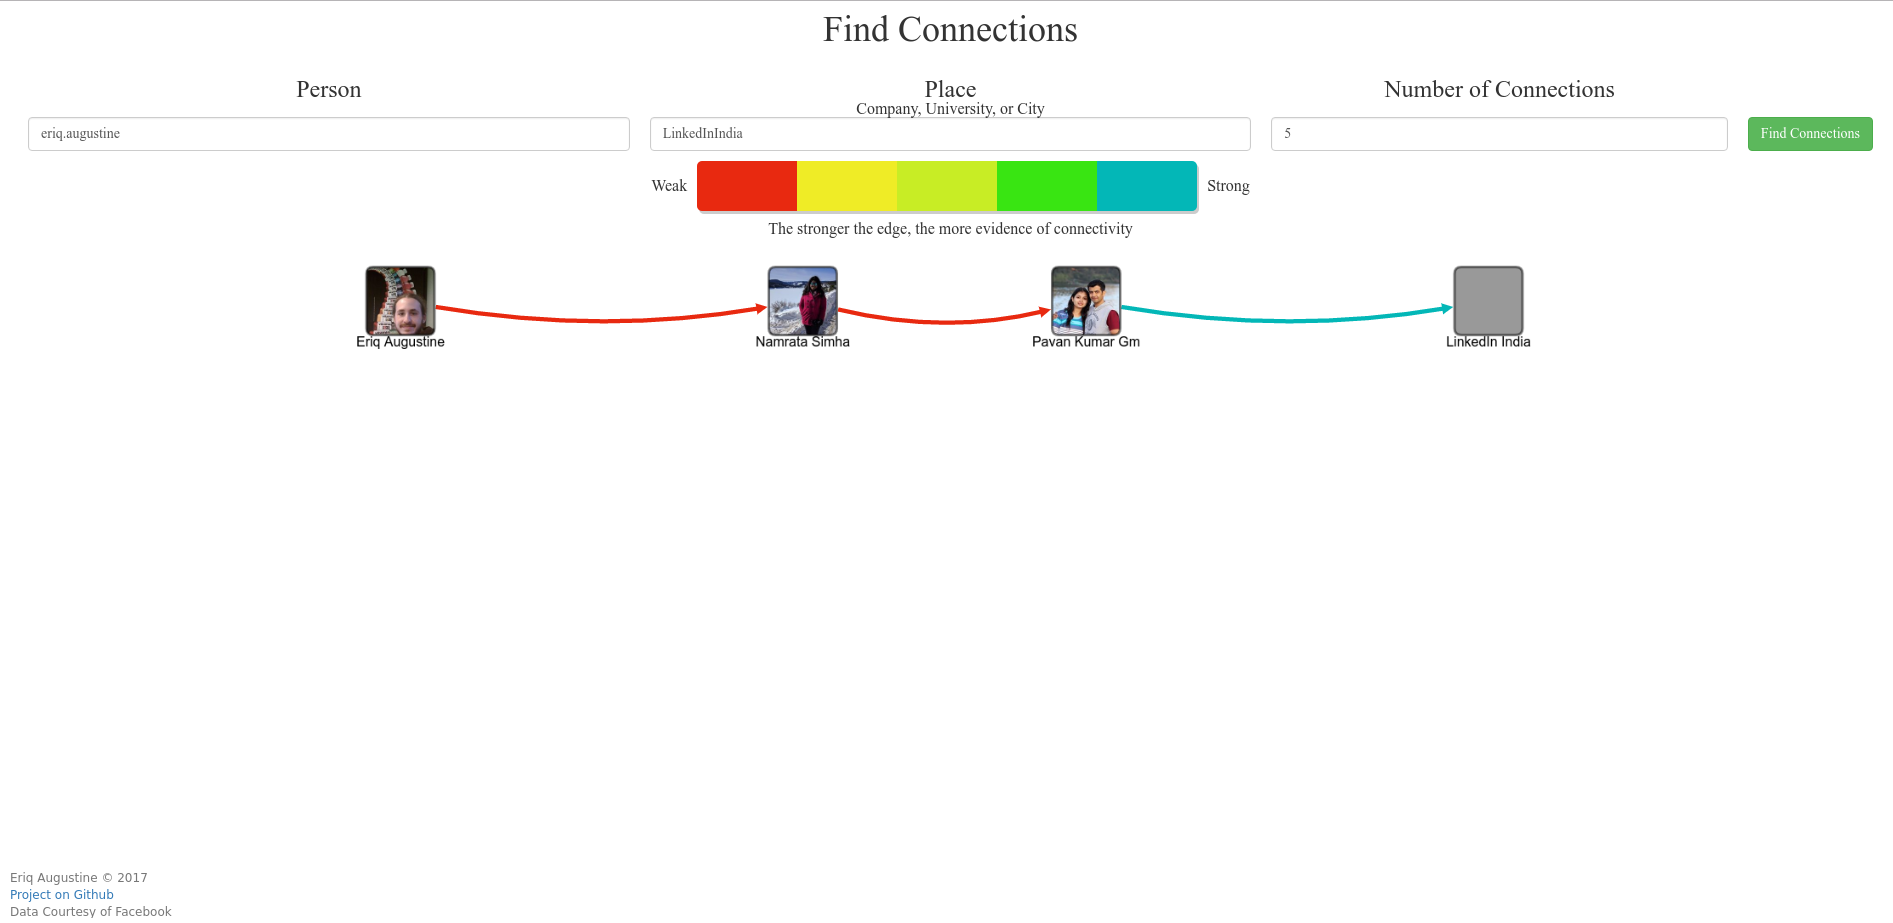 Find Connections
Person
Place
Number of Connections
Company, University, or City
eriq.augustine
LinkedInIndia
5
Find Connections
Weak
Strong
The stronger the edge, the more evidence of connectivity
Eriq Augustine
Namrata Simha
Pavan Kumar Gm
LinkedIn India
Eriq Augustine © 2017
Project on Github
Data Courtesy of Facebook